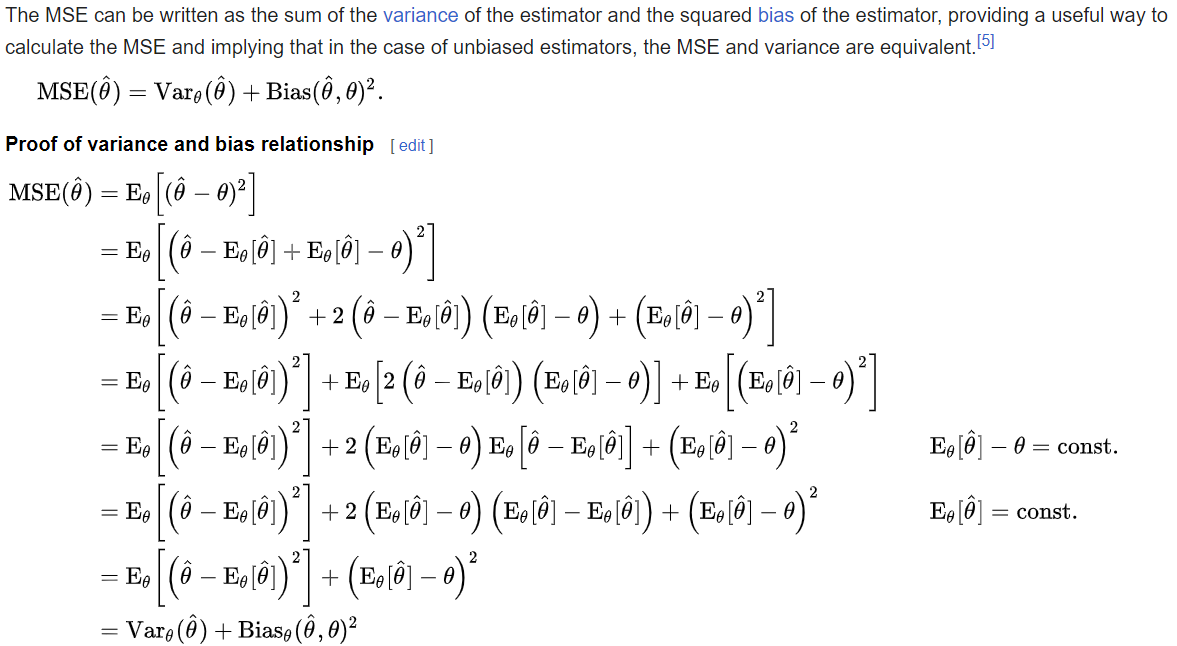 The MSE can be written as the sum of the variance of the estimator and the squared bias of the estimator, providing a useful way to
calculate the MSE and implying that in the case of unbiased estimators, the MSE and variance are equivalent.[5]
MSE(θ̂) = Var_θ(θ̂) + Bias(θ̂, θ)².
Proof of variance and bias relationship [edit]
MSE(θ̂) = E_θ[(θ̂ − θ)²]
= E_θ[(θ̂ − E_θ[θ̂] + E_θ[θ̂] − θ)²]
= E_θ[(θ̂ − E_θ[θ̂])² + 2(θ̂ − E_θ[θ̂])(E_θ[θ̂] − θ) + (E_θ[θ̂] − θ)²]
= E_θ[(θ̂ − E_θ[θ̂])²] + E_θ[2(θ̂ − E_θ[θ̂])(E_θ[θ̂] − θ)] + E_θ[(E_θ[θ̂] − θ)²]
= E_θ[(θ̂ − E_θ[θ̂])²] + 2(E_θ[θ̂] − θ)E_θ[θ̂ − E_θ[θ̂]] + (E_θ[θ̂] − θ)² E_θ[θ̂] − θ = const.
= E_θ[(θ̂ − E_θ[θ̂])²] + 2(E_θ[θ̂] − θ)(E_θ[θ̂] − E_θ[θ̂]) + (E_θ[θ̂] − θ)² E_θ[θ̂] = const.
= E_θ[(θ̂ − E_θ[θ̂])²] + (E_θ[θ̂] − θ)²
= Var_θ(θ̂) + Bias_θ(θ̂, θ)²